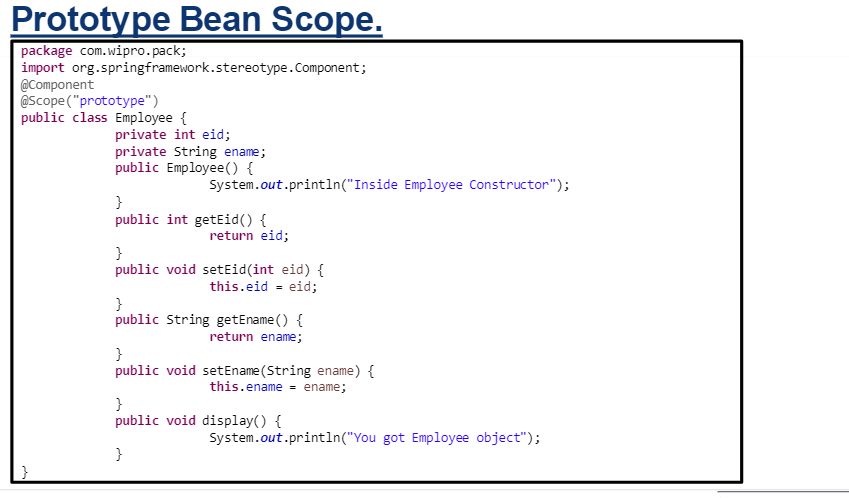 Prototype Bean Scope.
package com.wipro.pack;
import org.springframework.stereotype.Component;
@Component
@Scope("prototype")
public class Employee {
private int eid;
private String ename;
public Employee() {
System.out.println("Inside Employee Constructor");
}
public int getEid() {
return eid;
}
public void setEid(int eid) {
this.eid = eid;
}
public String getEname() {
return ename;
}
public void setEname(String ename) {
this.ename = ename;
}
public void display() {
System.out.println("You got Employee object");
}
}